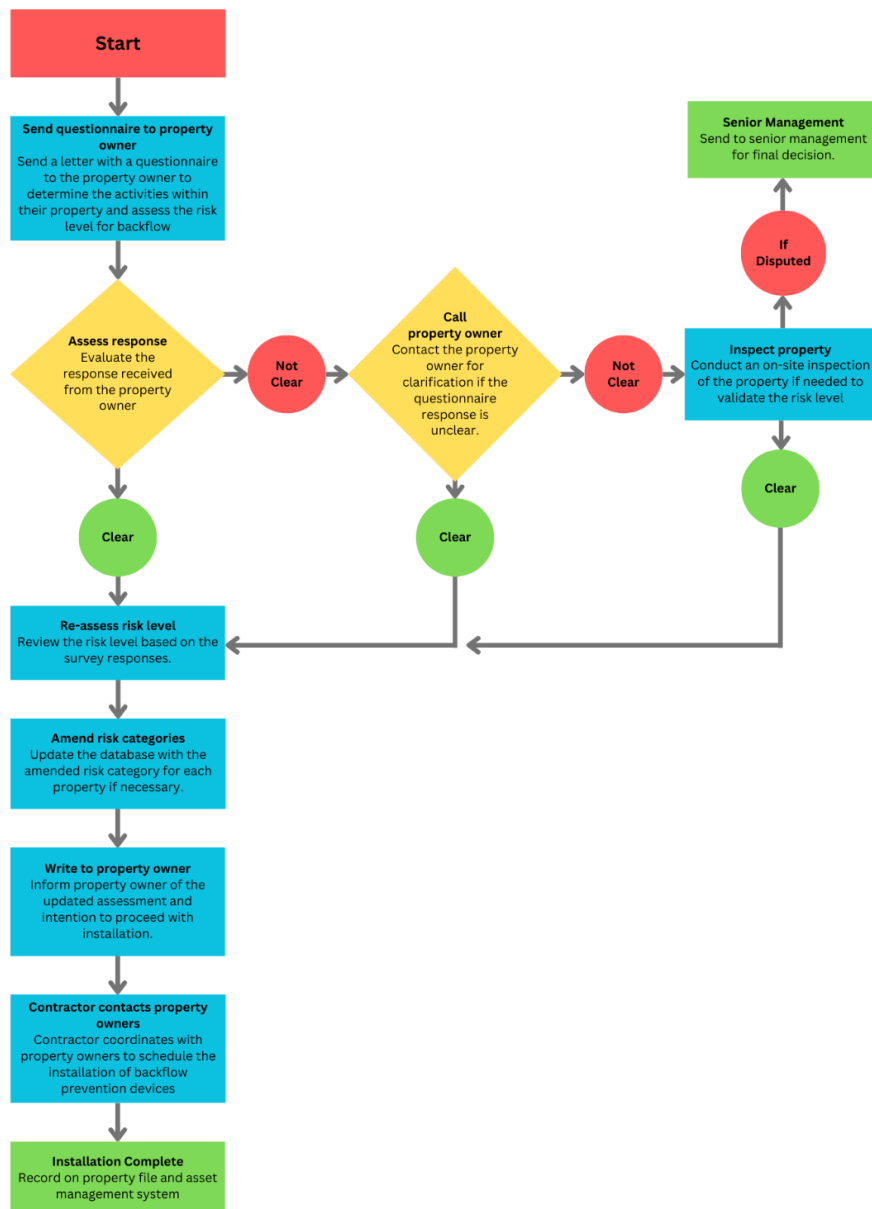 Start
Send questionnaire to property
owner
Send a letter with a questionnaire
to the property owner to
determine the activities within
their property and assess the risk
level for backflow
Senior Management
Send to senior management
for final decision.
If
Disputed
Assess response
Evaluate the
response received
from the property
owner
Not
Clear
Call
property owner
Contact the property
owner for
clarification if the
questionnaire
response is
unclear.
Not
Clear
Inspect property
Conduct an on-site inspection
of the property if needed to
validate the risk level
Clear
Clear
Clear
Re-assess risk level
Review the risk level based on the
survey responses.
Amend risk categories
Update the database with the
amended risk category for each
property if necessary.
Write to property owner
Inform property owner of the
updated assessment and
intention to proceed with
installation.
Contractor contacts property
owners
Contractor coordinates with
property owners to schedule the
installation of backflow
prevention devices
Installation Complete
Record on property file and asset
management system